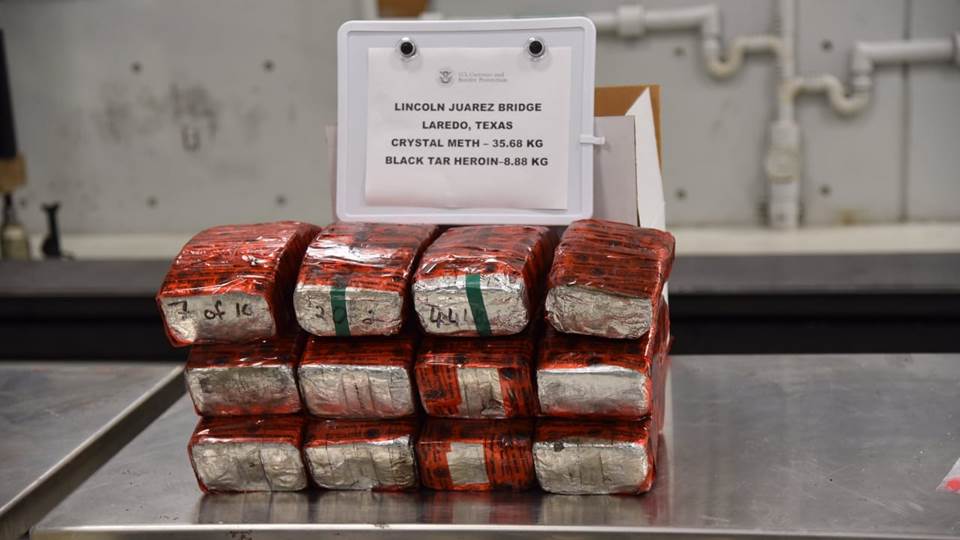 U.S. Customs and
Border Protection
LINCOLN JUAREZ BRIDGE
LAREDO, TEXAS
CRYSTAL METH – 35.68 KG
BLACK TAR HEROIN–8.88 KG
7 of 10